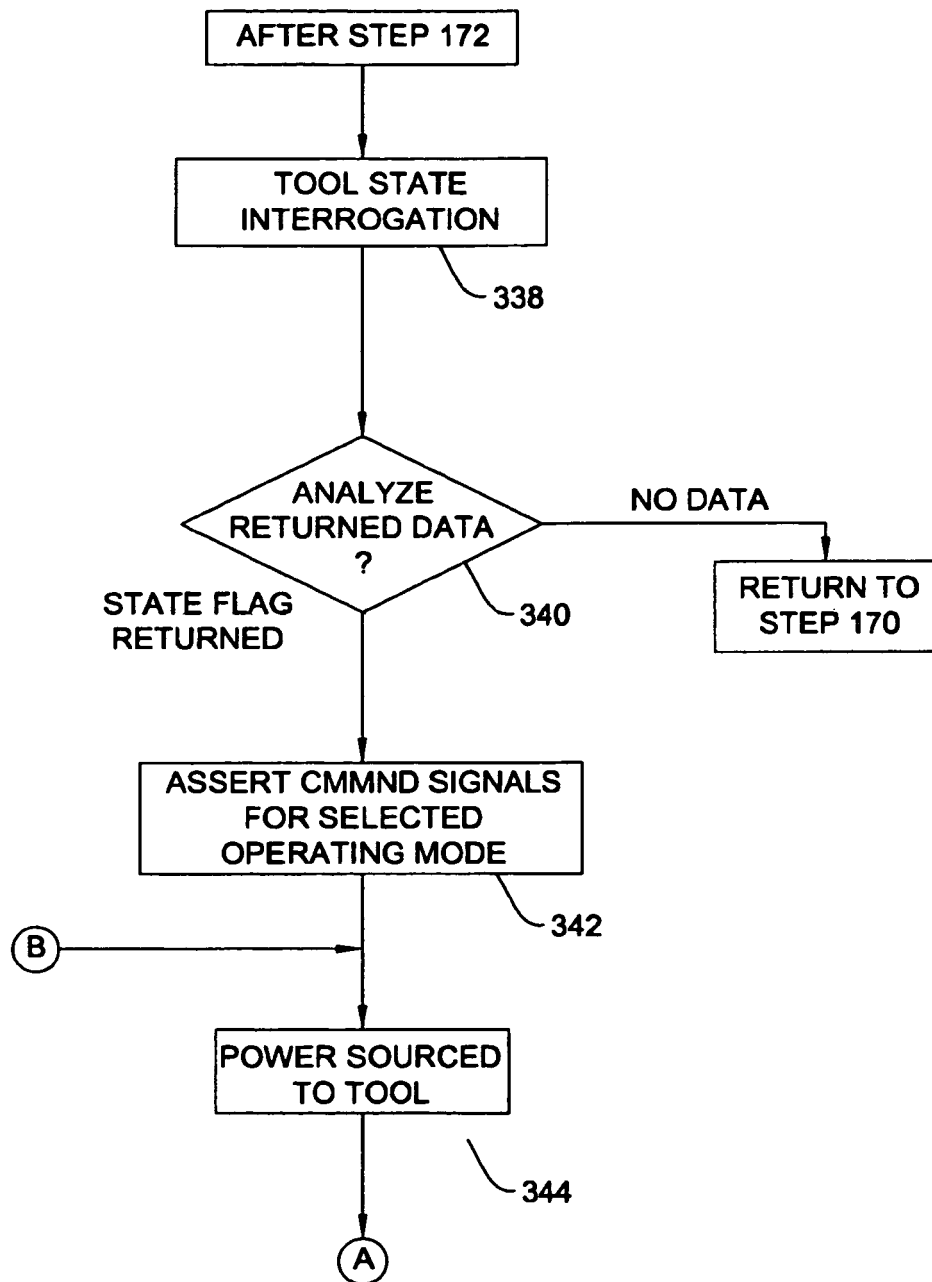 AFTER STEP 172
TOOL STATE
INTERROGATION
338
ANALYZE
RETURNED DATA
?
NO DATA
340
RETURN TO
STEP 170
STATE FLAG
RETURNED
ASSERT CMMND SIGNALS
FOR SELECTED
OPERATING MODE
342
B
POWER SOURCED
TO TOOL
344
A